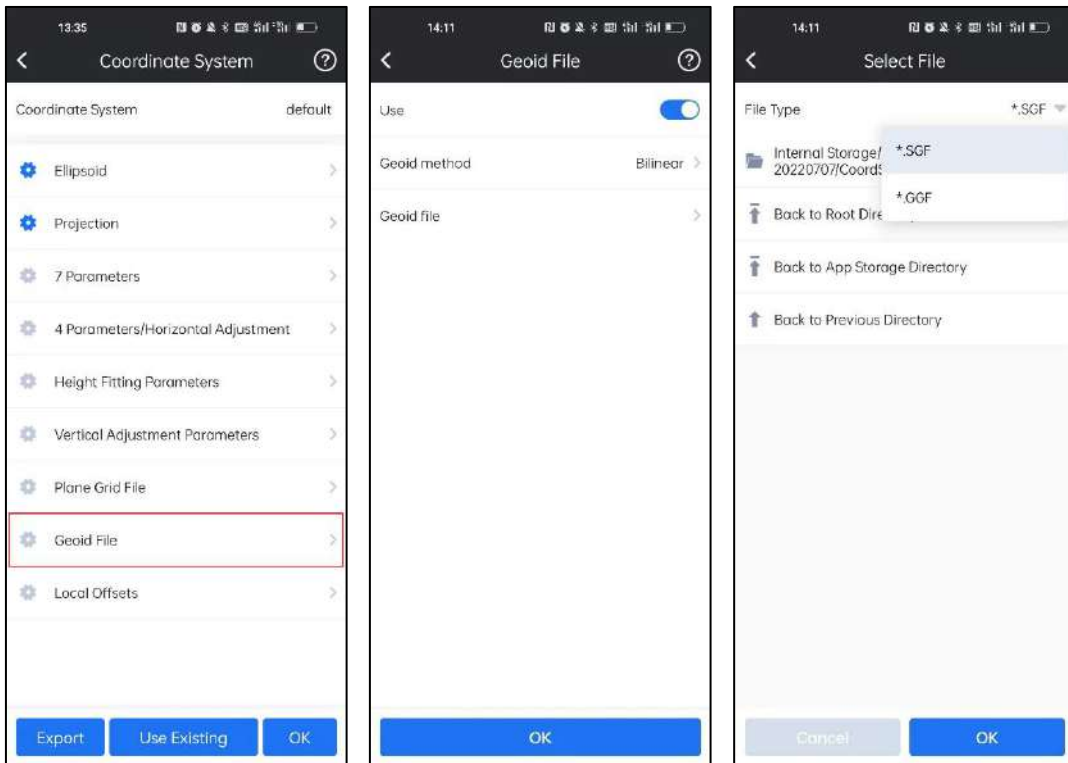 13:35
Coordinate System
Coordinate System default
Ellipsoid
Projection
7 Parameters
4 Parameters/Horizontal Adjustment
Height Fitting Parameters
Vertical Adjustment Parameters
Plane Grid File
Geoid File
Local Offsets
Export Use Existing OK
14:11
Geoid File
Use
Geoid method Bilinear
Geoid file
OK
14:11
Select File
File Type *.SGF
*.SGF
*.GGF
Internal Storage/
20220707/Coord
Back to Root Dire
Back to App Storage Directory
Back to Previous Directory
Cancel OK